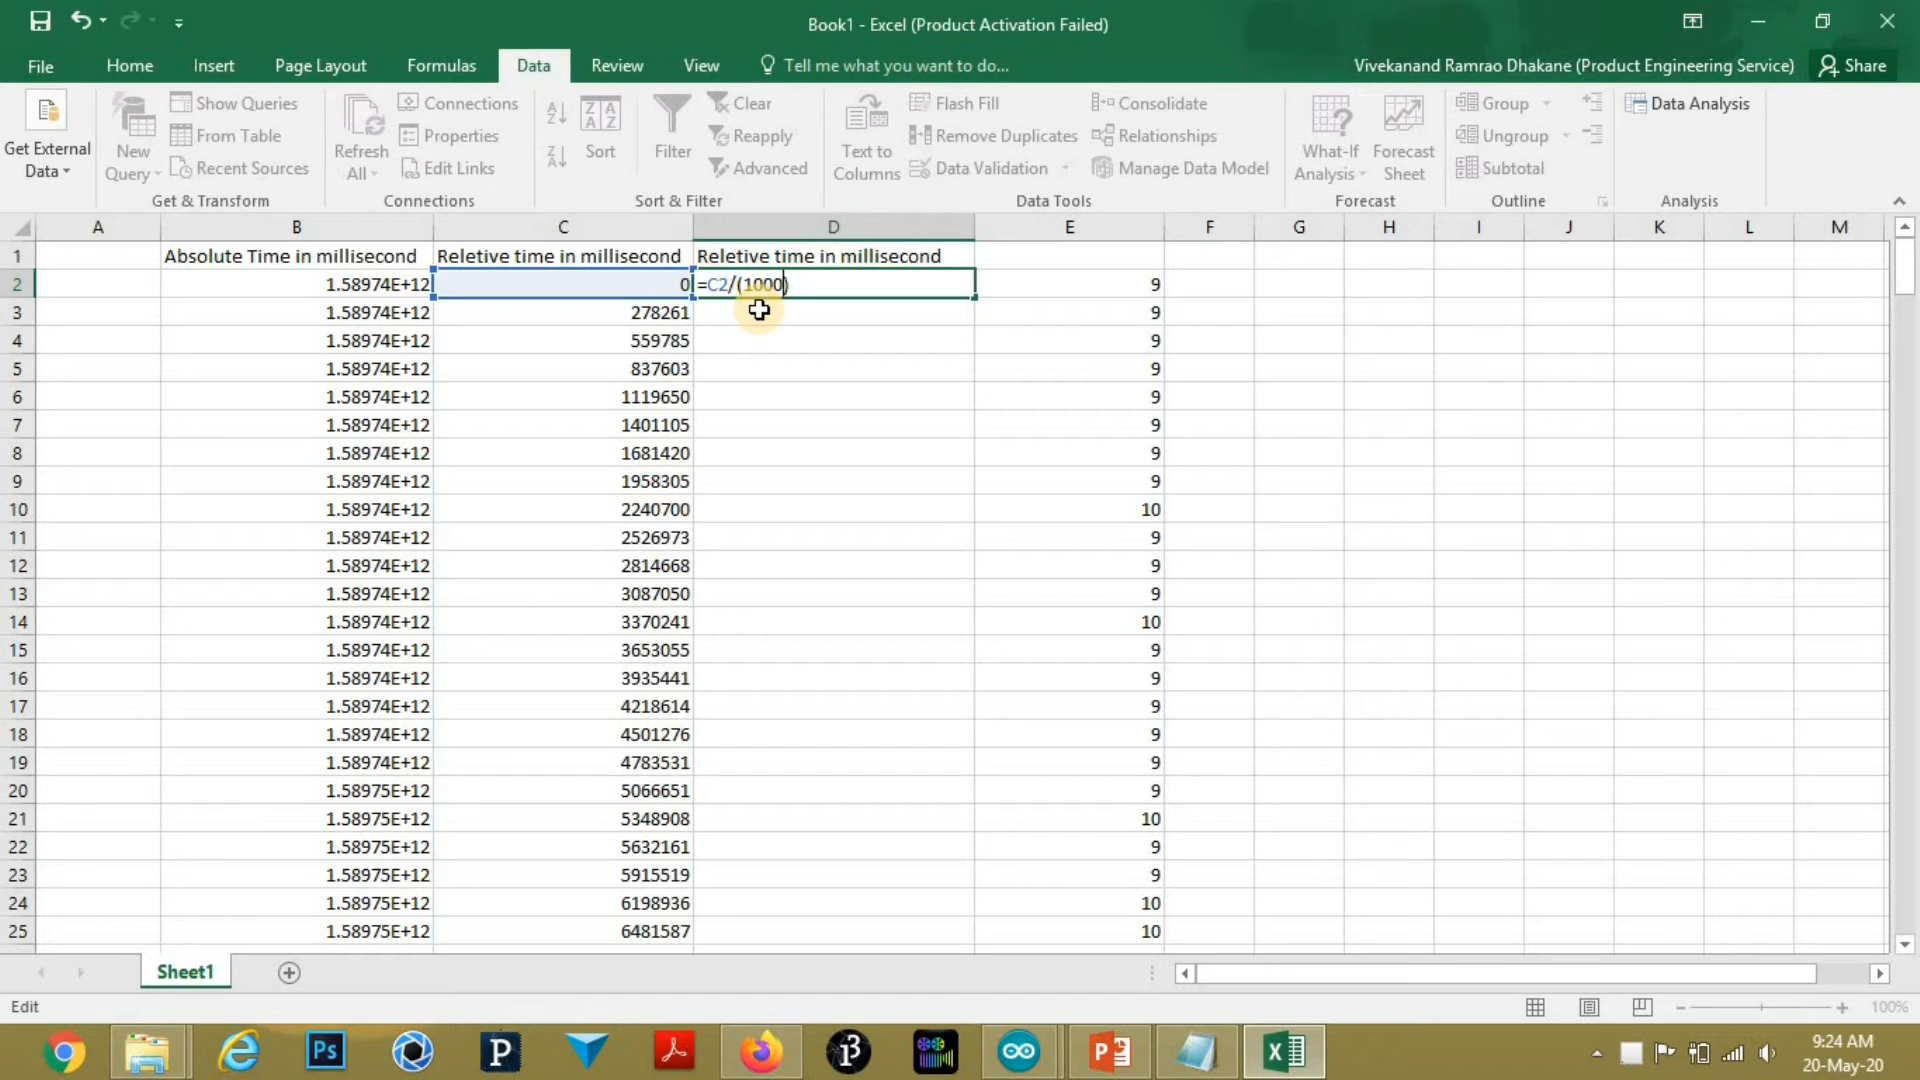 Book1 - Excel (Product Activation Failed)
File Home Insert Page Layout Formulas Data Review View Tell me what you want to do... Vivekanand Ramrao Dhakane (Product Engineering Service) Share
Get External Data
New Query
Show Queries
From Table
Recent Sources
Get & Transform
Refresh All
Connections
Properties
Edit Links
Connections
Sort
Filter
Clear
Reapply
Advanced
Sort & Filter
Text to Columns
Flash Fill
Remove Duplicates
Data Validation
Consolidate
Relationships
Manage Data Model
Data Tools
What-If Analysis
Forecast Sheet
Forecast
Group
Ungroup
Subtotal
Outline
Data Analysis
Analysis
A B C D E F G H I J K L M
1 Absolute Time in millisecond Reletive time in millisecond Reletive time in millisecond
2 1.58974E+12 0 =C2/(1000) 9
3 1.58974E+12 278261 9
4 1.58974E+12 559785 9
5 1.58974E+12 837603 9
6 1.58974E+12 1119650 9
7 1.58974E+12 1401105 9
8 1.58974E+12 1681420 9
9 1.58974E+12 1958305 9
10 1.58974E+12 2240700 10
11 1.58974E+12 2526973 9
12 1.58974E+12 2814668 9
13 1.58974E+12 3087050 9
14 1.58974E+12 3370241 10
15 1.58974E+12 3653055 9
16 1.58974E+12 3935441 9
17 1.58974E+12 4218614 9
18 1.58974E+12 4501276 9
19 1.58974E+12 4783531 9
20 1.58975E+12 5066651 9
21 1.58975E+12 5348908 10
22 1.58975E+12 5632161 9
23 1.58975E+12 5915519 9
24 1.58975E+12 6198936 10
25 1.58975E+12 6481587 10
Sheet1
Edit
100%
Ps
P
i3
P
X
9:24 AM
20-May-20